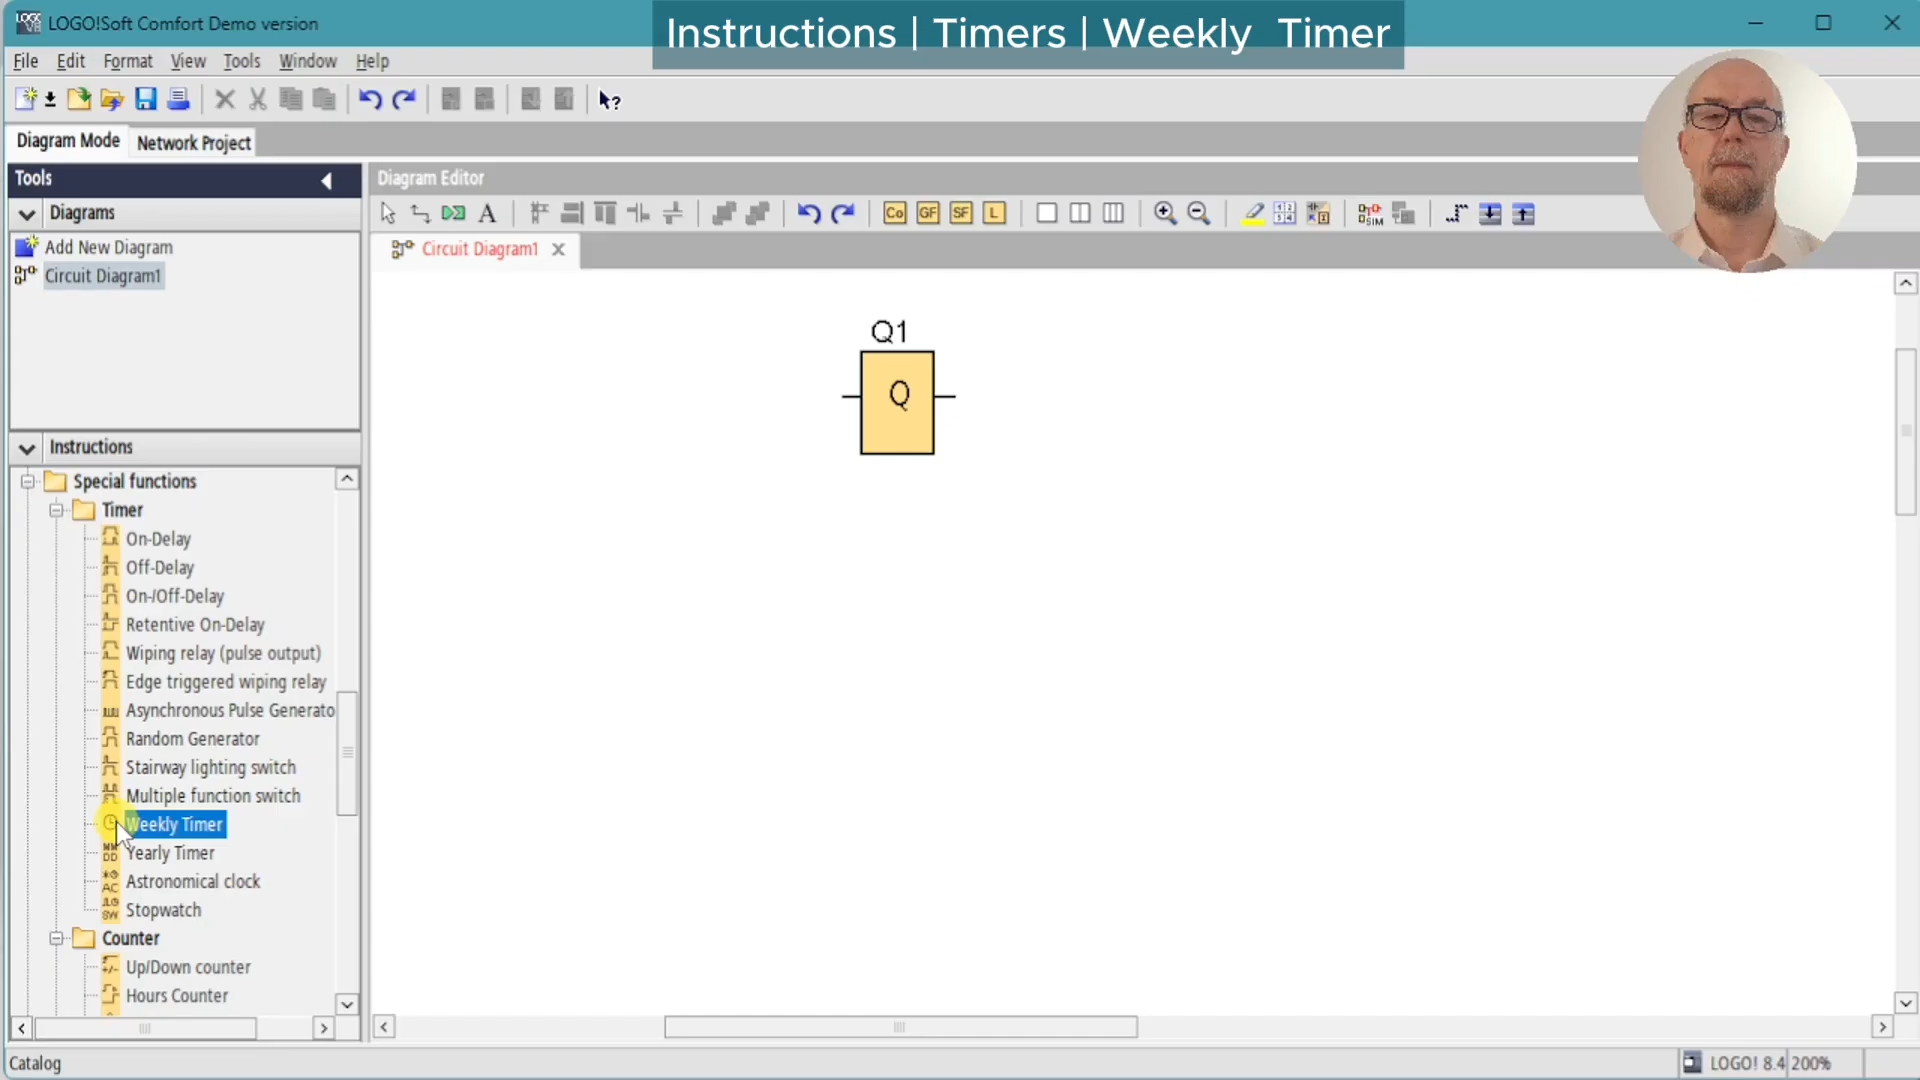 LOGO!Soft Comfort Demo version
Instructions | Timers | Weekly Timer
File Edit Format View Tools Window Help
Diagram Mode Network Project
Tools
Diagrams
Add New Diagram
Circuit Diagram1
Instructions
Special functions
Timer
On-Delay
Off-Delay
On-/Off-Delay
Retentive On-Delay
Wiping relay (pulse output)
Edge triggered wiping relay
Asynchronous Pulse Generato
Random Generator
Stairway lighting switch
Multiple function switch
Weekly Timer
Yearly Timer
Astronomical clock
Stopwatch
Counter
Up/Down counter
Hours Counter
Diagram Editor
A Co GF SF L SIM
Circuit Diagram1
Q1
Q
Catalog
LOGO! 8.4 200%